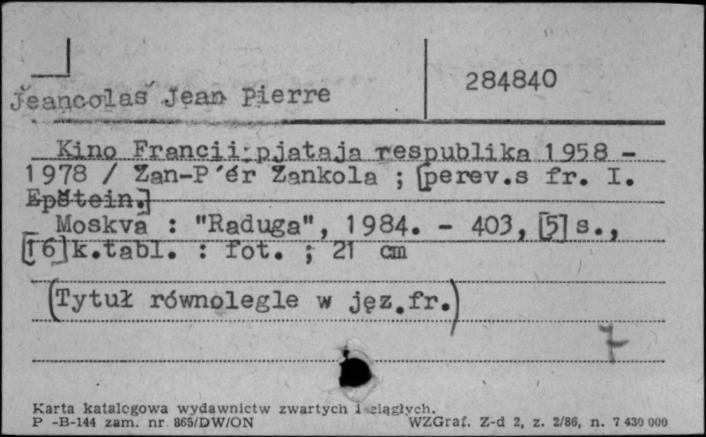 284840
Jeancolas Jean Pierre
Kino Francii: pjataja respublika 1958 -
1978 / Žan-P'ér Žankola ; [perev.s fr. I.
Epštein.]
Moskva : "Raduga", 1984. - 403, [5] s.,
[16] k.tabl. : fot. ; 21 cm
(Tytuł równolegle w jęz.fr.)
7
Karta katalogowa wydawnictw zwartych i ciągłych.
P -B-144 zam. nr 865/DW/ON WZGraf. Z-d 2, z. 2/86, n. 7 430 000